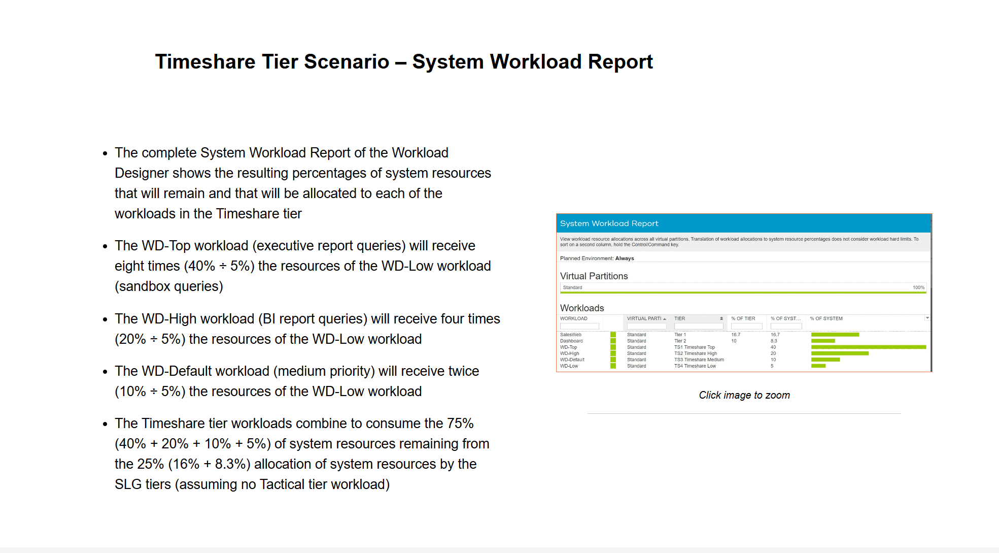 Timeshare Tier Scenario – System Workload Report
• The complete System Workload Report of the Workload
Designer shows the resulting percentages of system resources
that will remain and that will be allocated to each of the
workloads in the Timeshare tier
• The WD-Top workload (executive report queries) will receive
eight times (40% ÷ 5%) the resources of the WD-Low workload
(sandbox queries)
• The WD-High workload (BI report queries) will receive four times
(20% ÷ 5%) the resources of the WD-Low workload
• The WD-Default workload (medium priority) will receive twice
(10% ÷ 5%) the resources of the WD-Low workload
• The Timeshare tier workloads combine to consume the 75%
(40% + 20% + 10% + 5%) of system resources remaining from
the 25% (16% + 8.3%) allocation of system resources by the
SLG tiers (assuming no Tactical tier workload)
System Workload Report
View workload resource allocations across all virtual partitions. Translation of workload allocations to system resource percentages does not consider workload hard limits. To
sort on a second column, hold the Control/Command key.
Planned Environment: Always
Virtual Partitions
Standard 100%
Workloads
WORKLOAD VIRTUAL PARTI TIER % OF TIER % OF SYST... % OF SYSTEM
SalesWeb Standard Tier 1 16.7 16.7
Dashboard Standard Tier 2 10 8.3
WD-Top Standard TS1 Timeshare Top 40
WD-High Standard TS2 Timeshare High 20
WD-Default Standard TS3 Timeshare Medium 10
WD-Low Standard TS4 Timeshare Low 5
Click image to zoom